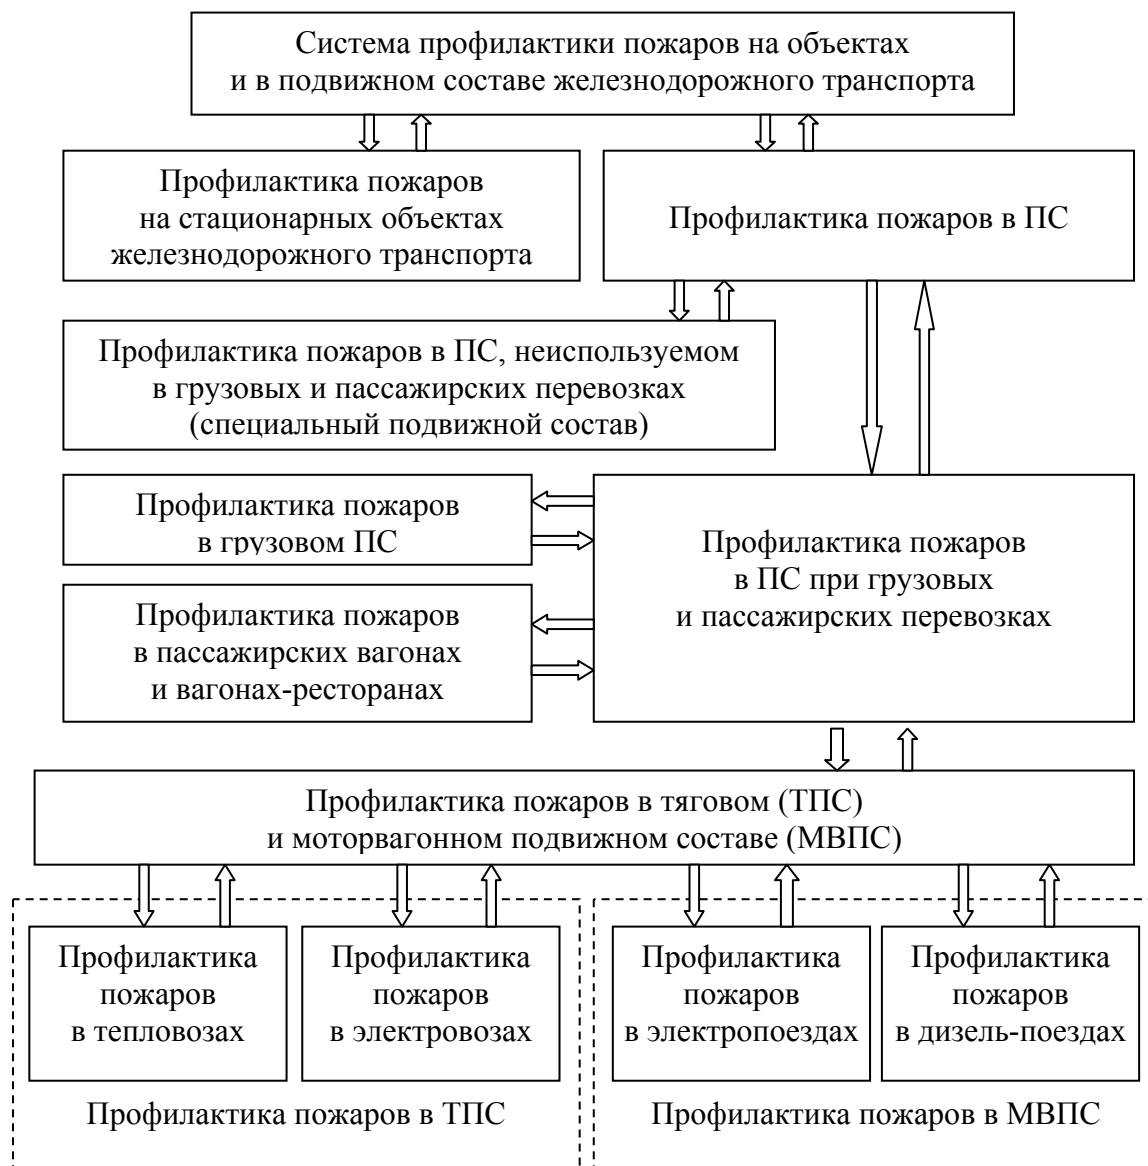 Система профилактики пожаров на объектах
и в подвижном составе железнодорожного транспорта
Профилактика пожаров
на стационарных объектах
железнодорожного транспорта
Профилактика пожаров в ПС
Профилактика пожаров в ПС, неиспользуемом
в грузовых и пассажирских перевозках
(специальный подвижной состав)
Профилактика пожаров
в грузовом ПС
Профилактика пожаров
в ПС при грузовых
и пассажирских перевозках
Профилактика пожаров
в пассажирских вагонах
и вагонах-ресторанах
Профилактика пожаров в тяговом (ТПС)
и моторвагонном подвижном составе (МВПС)
Профилактика
пожаров
в тепловозах
Профилактика
пожаров
в электровозах
Профилактика
пожаров
в электропоездах
Профилактика
пожаров
в дизель-поездах
Профилактика пожаров в ТПС
Профилактика пожаров в МВПС